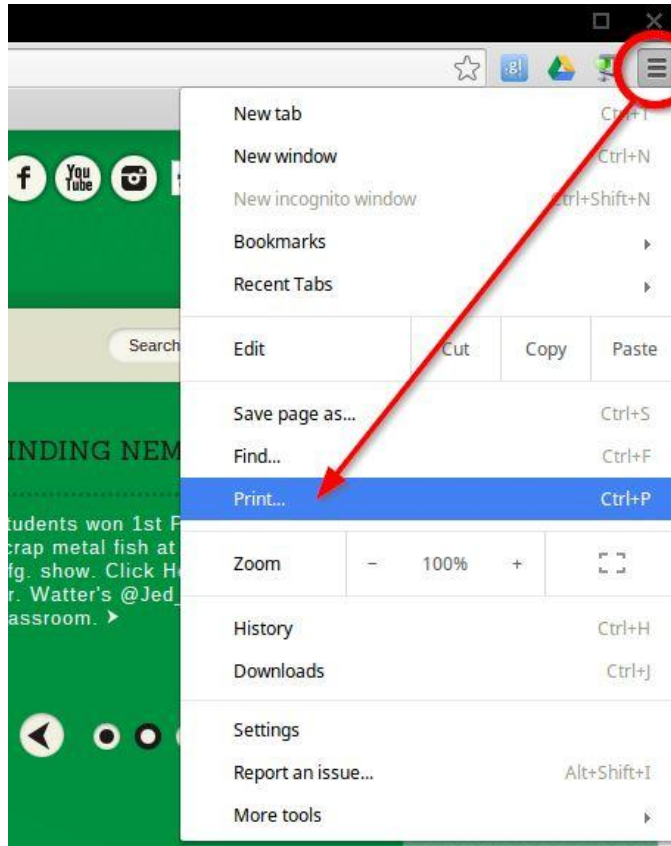 .g!
f
You
Tube
New tab Ctrl+T
New window Ctrl+N
New incognito window Ctrl+Shift+N
Bookmarks
Recent Tabs
Search
Edit Cut Copy Paste
Save page as... Ctrl+S
INDING NEM
Find... Ctrl+F
Print... Ctrl+P
tudents won 1st P
crap metal fish at
fg. show. Click H
r. Watter's @Jed_
assroom.
Zoom - 100% +
History Ctrl+H
Downloads Ctrl+J
Settings
Report an issue... Alt+Shift+I
More tools